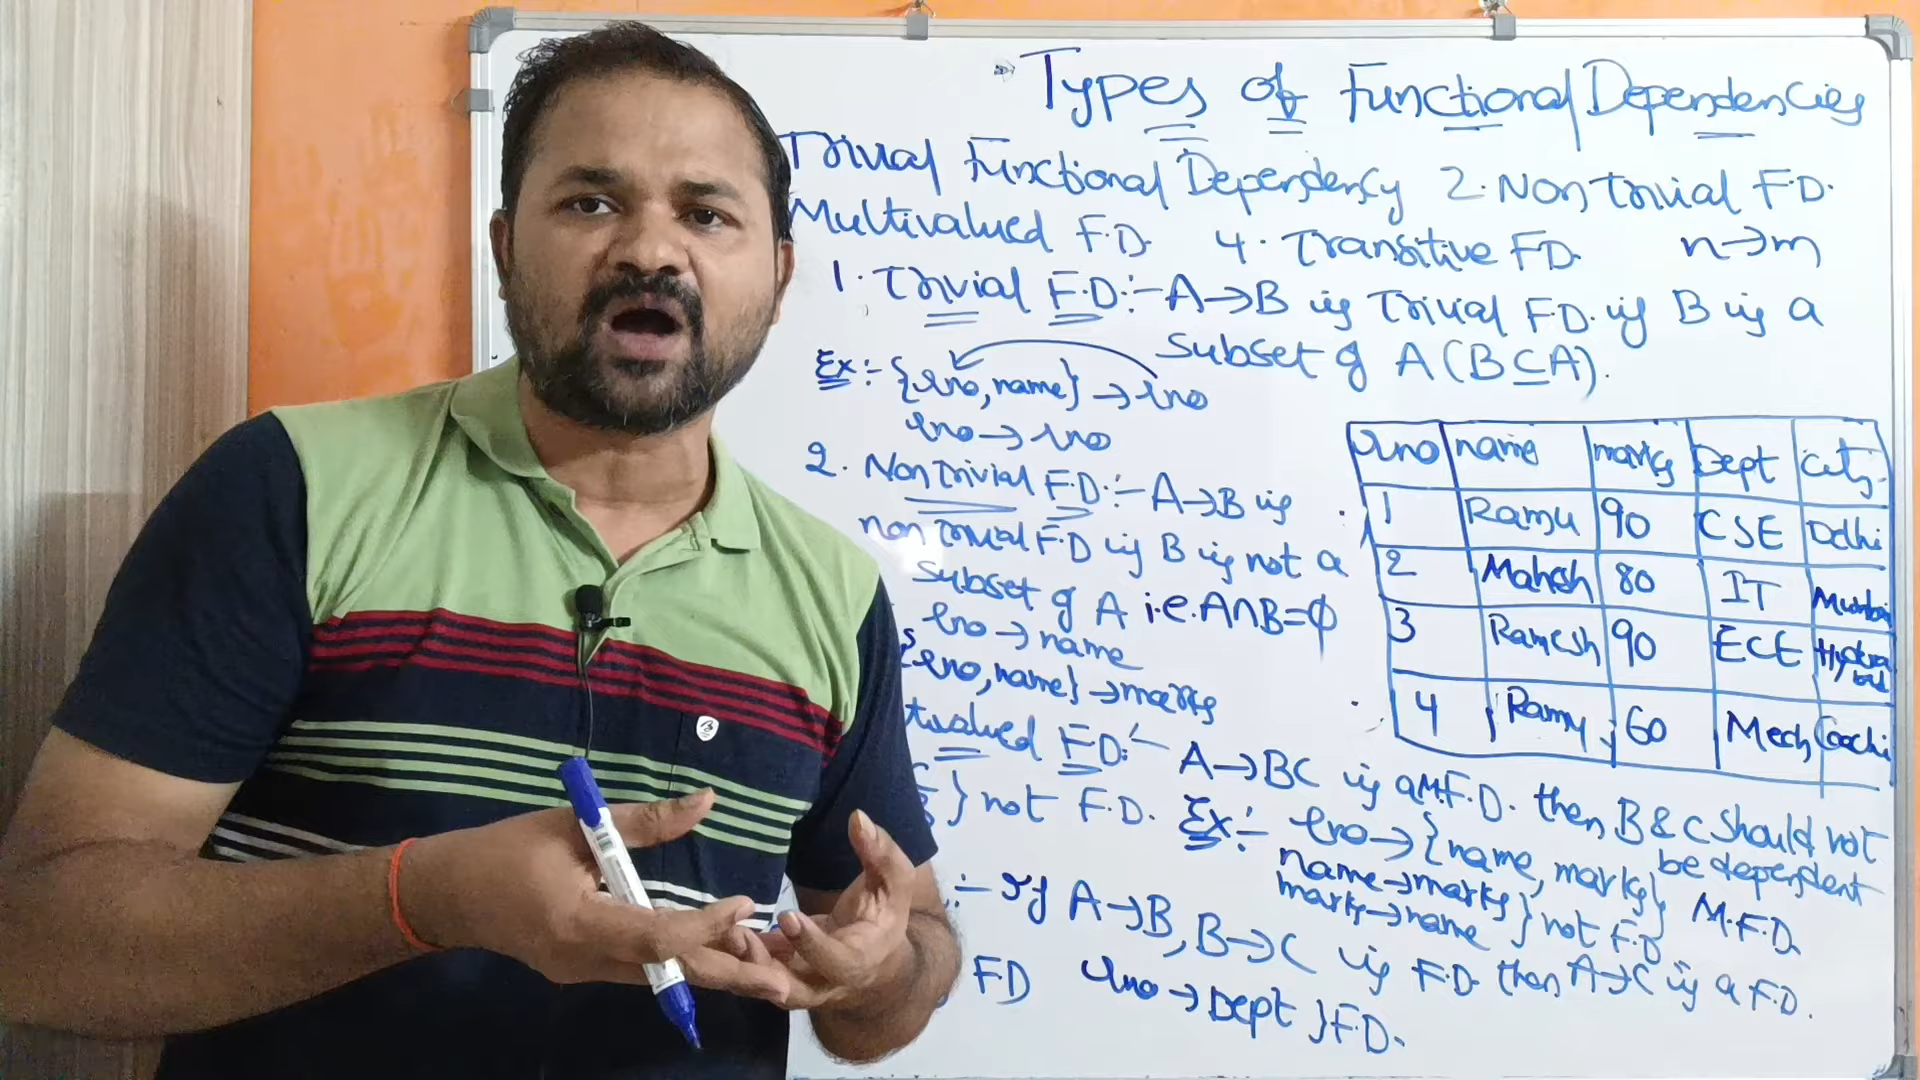 Types of Functional Dependencies
Trivial Functional Dependency 2. Non Trivial F.D.
Multivalued F.D. 4. Transitive FD. n→m
1. Trivial F.D:- A→B is Trivial F.D. if B is a
subset of A (B⊆A).
Ex:- {sno, name} → sno
sno → sno
2. Non Trivial F.D:- A→B is
non trivial F.D if B is not a
subset of A i.e. A∩B=ϕ
sno → name
sno, name} → marks
sno name marks Dept city
1 Ramu 90 CSE Delhi
2 Mahesh 80 IT Mumbai
3 Ramesh 90 ECE Hyderabad
4 Ramu 60 Mech Cochi
tivalued F.D:- A→BC is a M.F.D. then B & C should not
be dependent
} not F.D. Ex:- sno → {name, marks}
name→marks
marks→name } not F.D M.F.D.
:- If A→B, B→C is F.D. then A→C is a F.D.
FD sno → Dept } F.D.